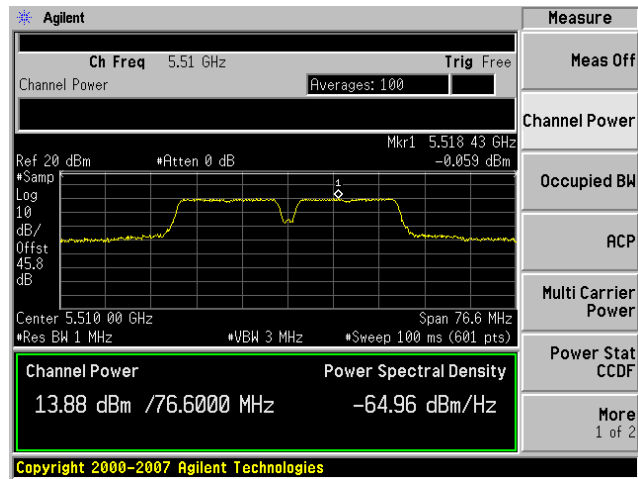 Agilent
Measure
Ch Freq 5.51 GHz Trig Free
Channel Power Averages: 100
Mkr1 5.518 43 GHz
Ref 20 dBm #Atten 0 dB -0.059 dBm
#Samp
Log
10
dB/
Offst
45.8
dB
1
Center 5.510 00 GHz Span 76.6 MHz
#Res BW 1 MHz #VBW 3 MHz #Sweep 100 ms (601 pts)
Channel Power Power Spectral Density
13.88 dBm /76.6000 MHz -64.96 dBm/Hz
Copyright 2000-2007 Agilent Technologies
Meas Off
Channel Power
Occupied BW
ACP
Multi Carrier
Power
Power Stat
CCDF
More
1 of 2